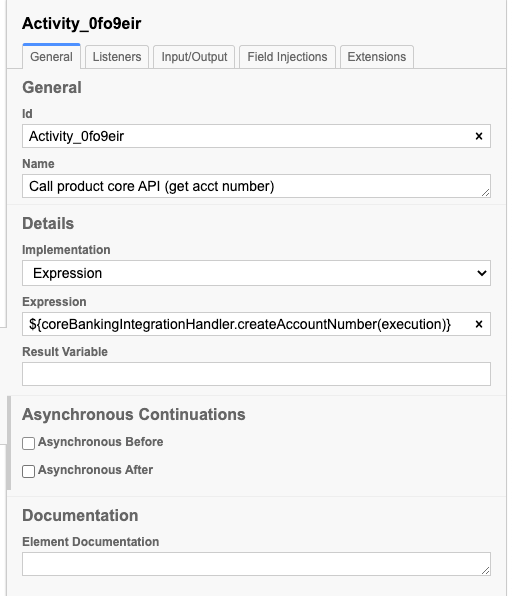 Activity_0fo9eir
General Listeners Input/Output Field Injections Extensions
General
Id
Activity_0fo9eir ×
Name
Call product core API (get acct number)
Details
Implementation
Expression
Expression
${coreBankingIntegrationHandler.createAccountNumber(execution)} ×
Result Variable
Asynchronous Continuations
Asynchronous Before
Asynchronous After
Documentation
Element Documentation